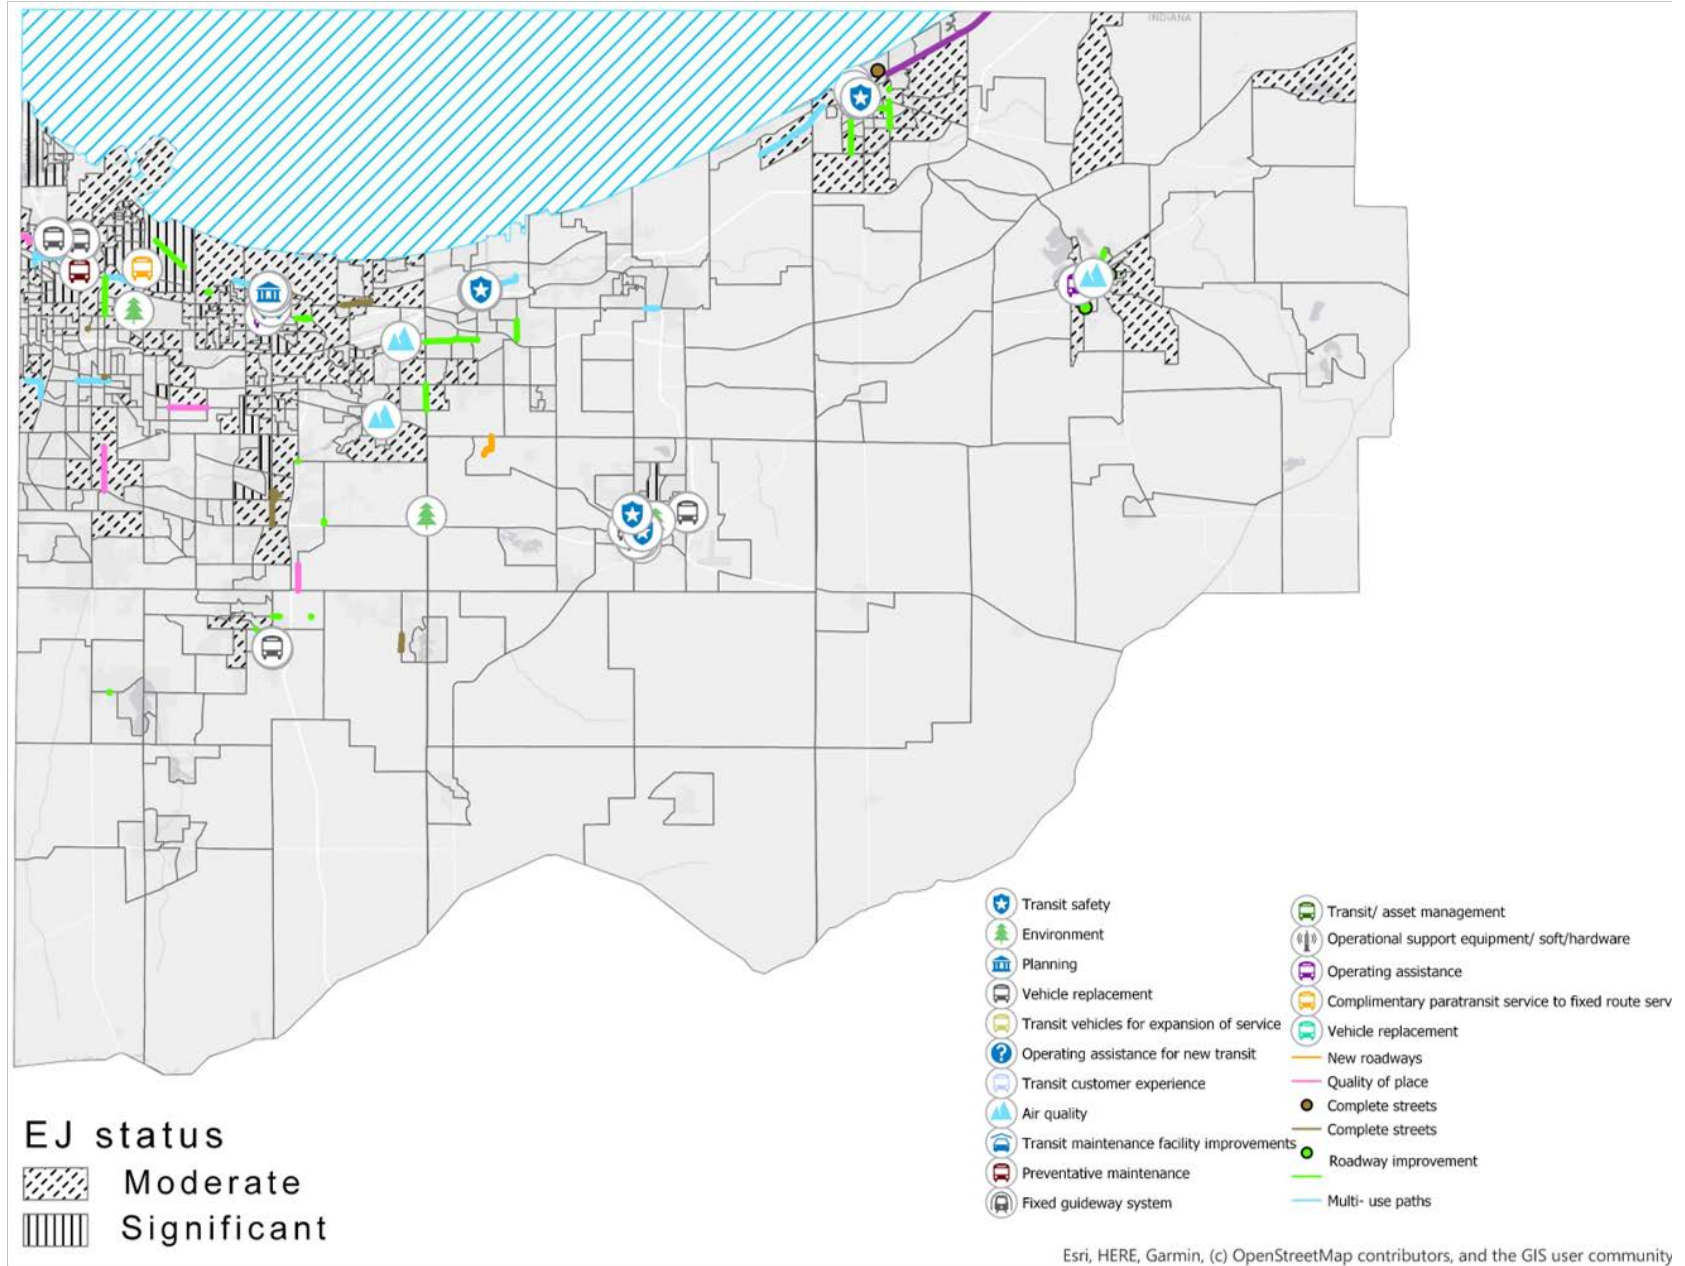 INDIANA
Transit safety
Environment
Planning
Vehicle replacement
Transit vehicles for expansion of service
Operating assistance for new transit
Transit customer experience
Air quality
Transit maintenance facility improvements
Preventative maintenance
Fixed guideway system
Transit/ asset management
Operational support equipment/ soft/hardware
Operating assistance
Complimentary paratransit service to fixed route serv
Vehicle replacement
New roadways
Quality of place
Complete streets
Complete streets
Roadway improvement
Multi- use paths
EJ status
Moderate
Significant
Esri, HERE, Garmin, (c) OpenStreetMap contributors, and the GIS user community